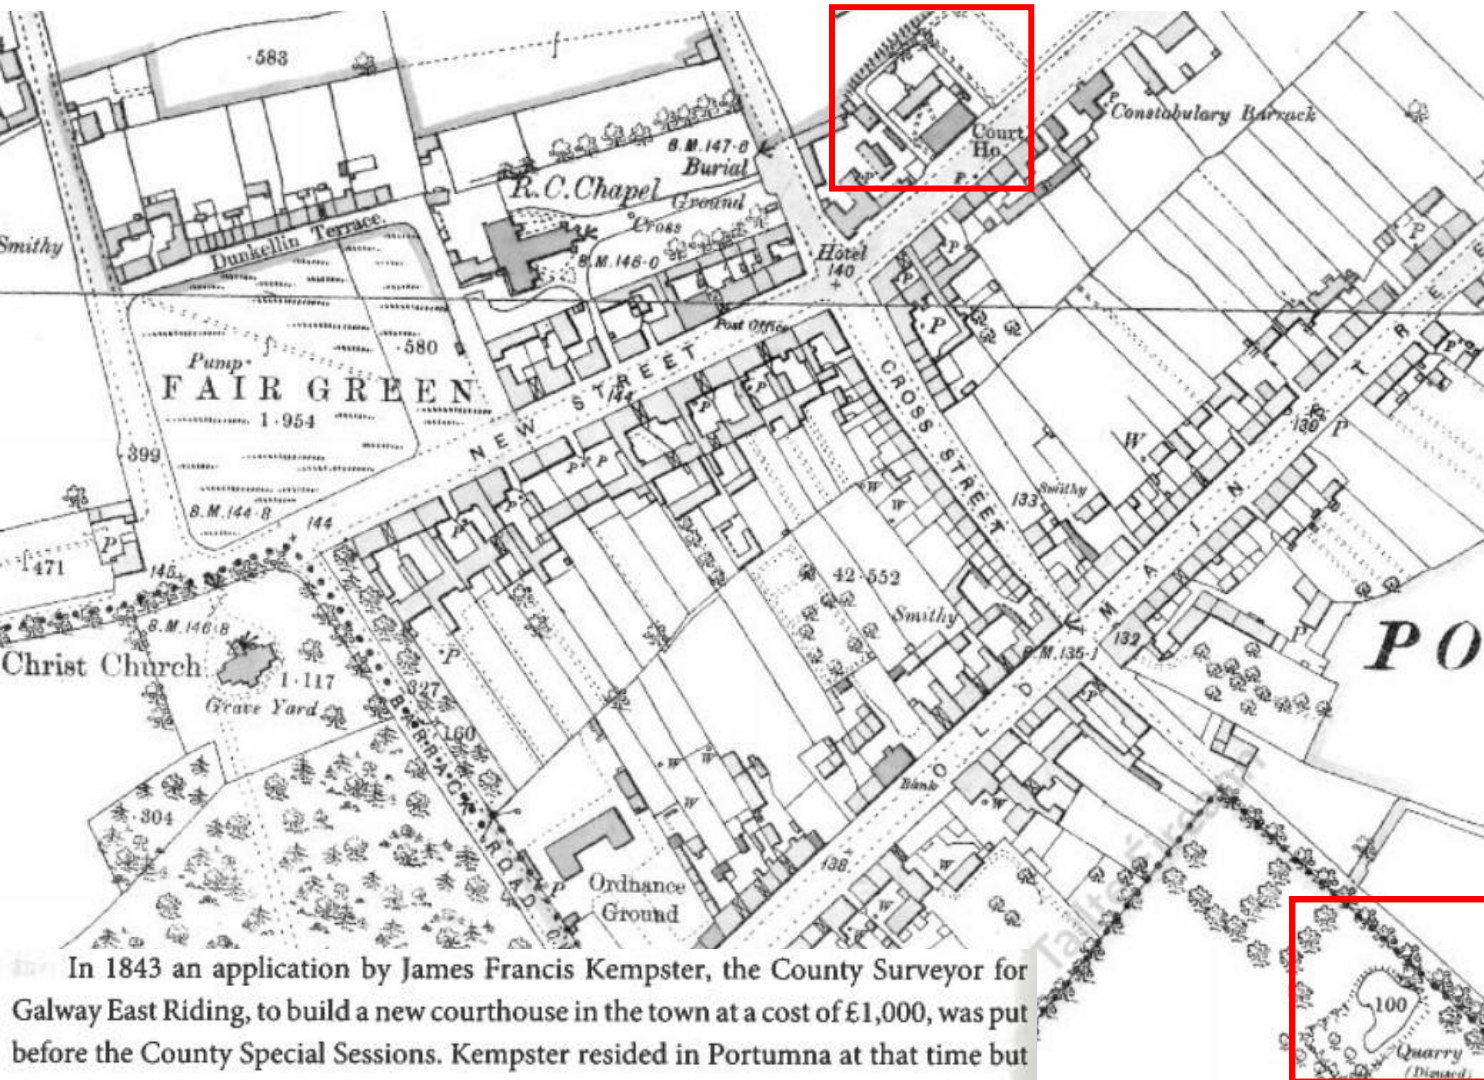 ·583
B.M.147·6
Burial
Ground
R.C.Chapel
Cross
B.M.146·0
Court
Ho.
Constabulary Barrack
P
Smithy
Dunkellin Terrace
Hotel
140
Post Office
Pump
·580
FAIR GREEN
1·954
NEW STREET
144
CROSS STREET
P
399
B.M.144·8
144
145
471
P
W
139
P
133
Smithy
OLD MAIN STREE
42·552
Smithy
W
W
132
B.M.135·1
PO
B.M.146·8
Christ Church
1·117
Grave Yard
327
·160
BARRACK ROAD
P
·304
W
W
W
Bank
W
138
W
W
Ordnance
Ground
P
100
Quarry
(Disused)
In 1843 an application by James Francis Kempster, the County Surveyor for
Galway East Riding, to build a new courthouse in the town at a cost of £1,000, was put
before the County Special Sessions. Kempster resided in Portumna at that time but